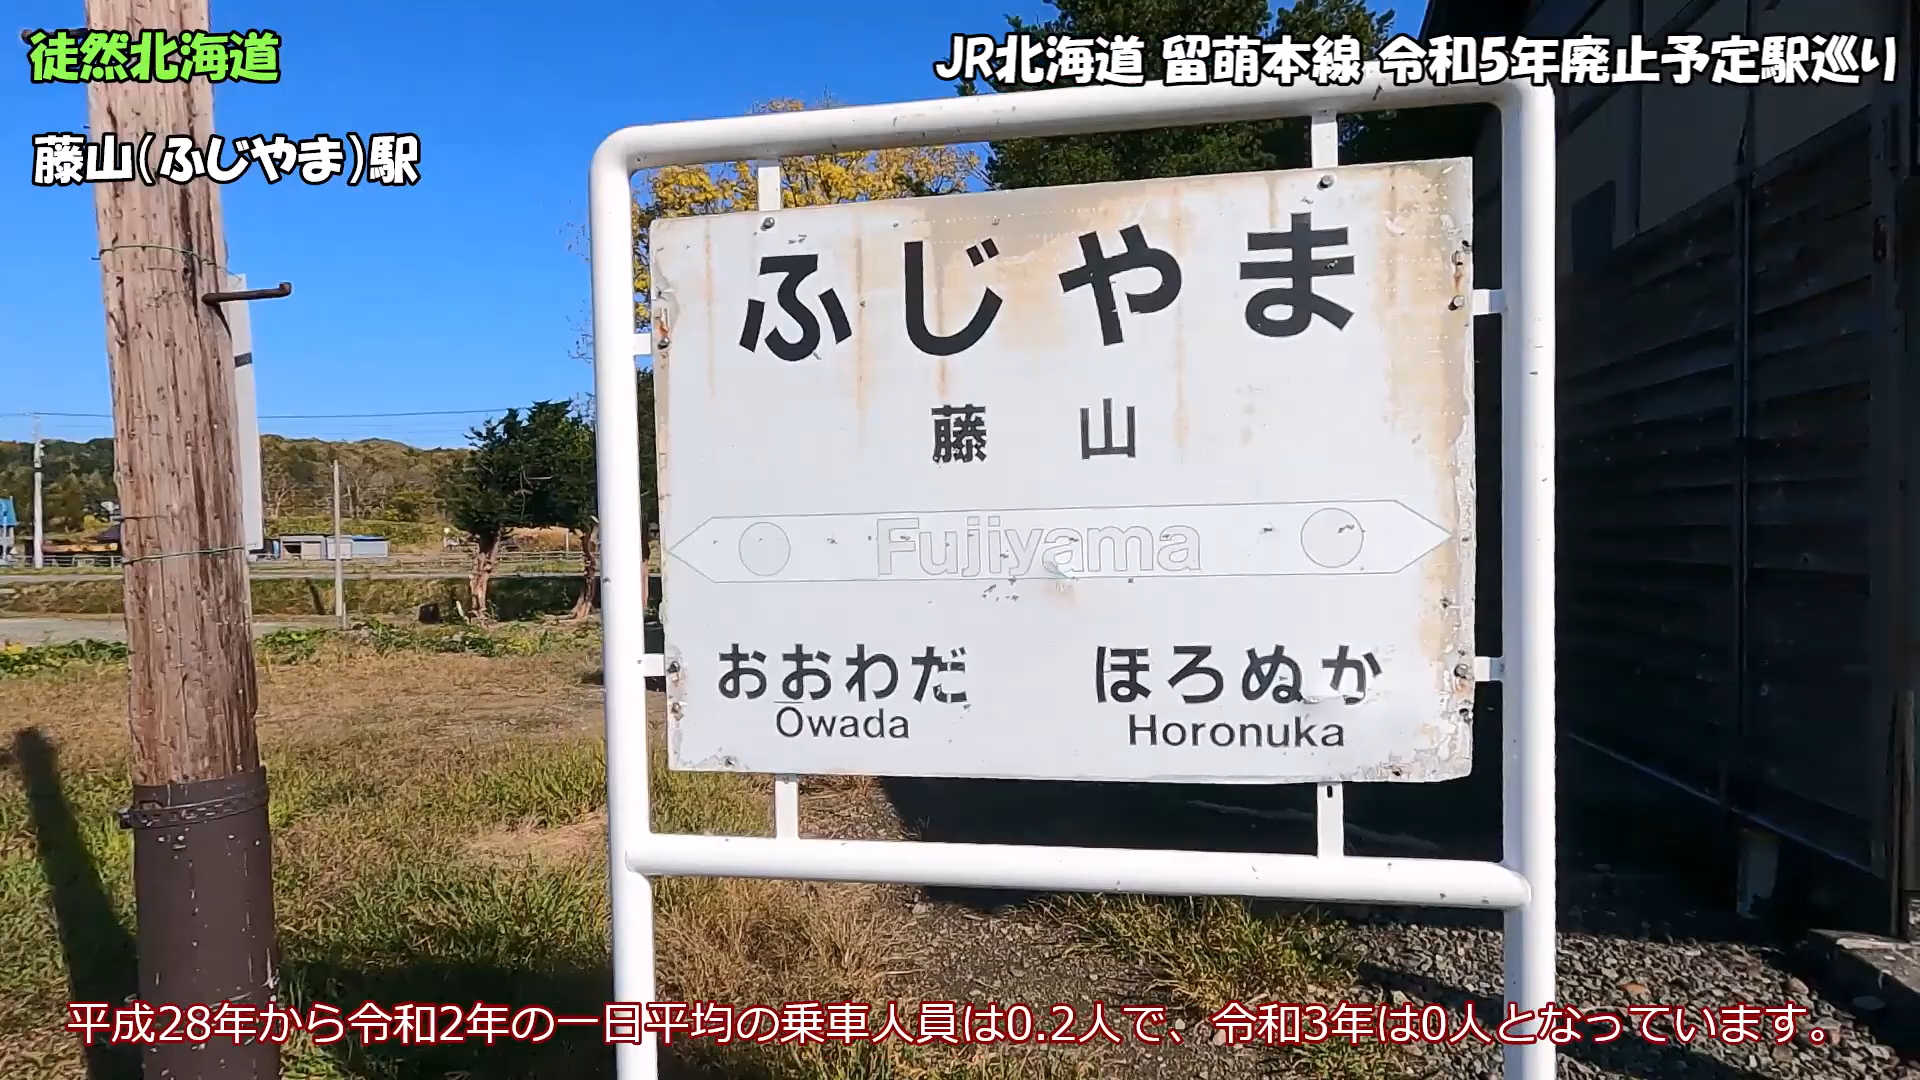 徒然北海道
JR北海道 留萌本線 令和5年廃止予定駅巡り
藤山(ふじやま)駅
ふじやま
藤山
Fujiyama
おおわだ
Ōwada
ほろぬか
Horonuka
平成28年から令和2年の一日平均の乗車人員は0.2人で、令和3年は0人となっています。